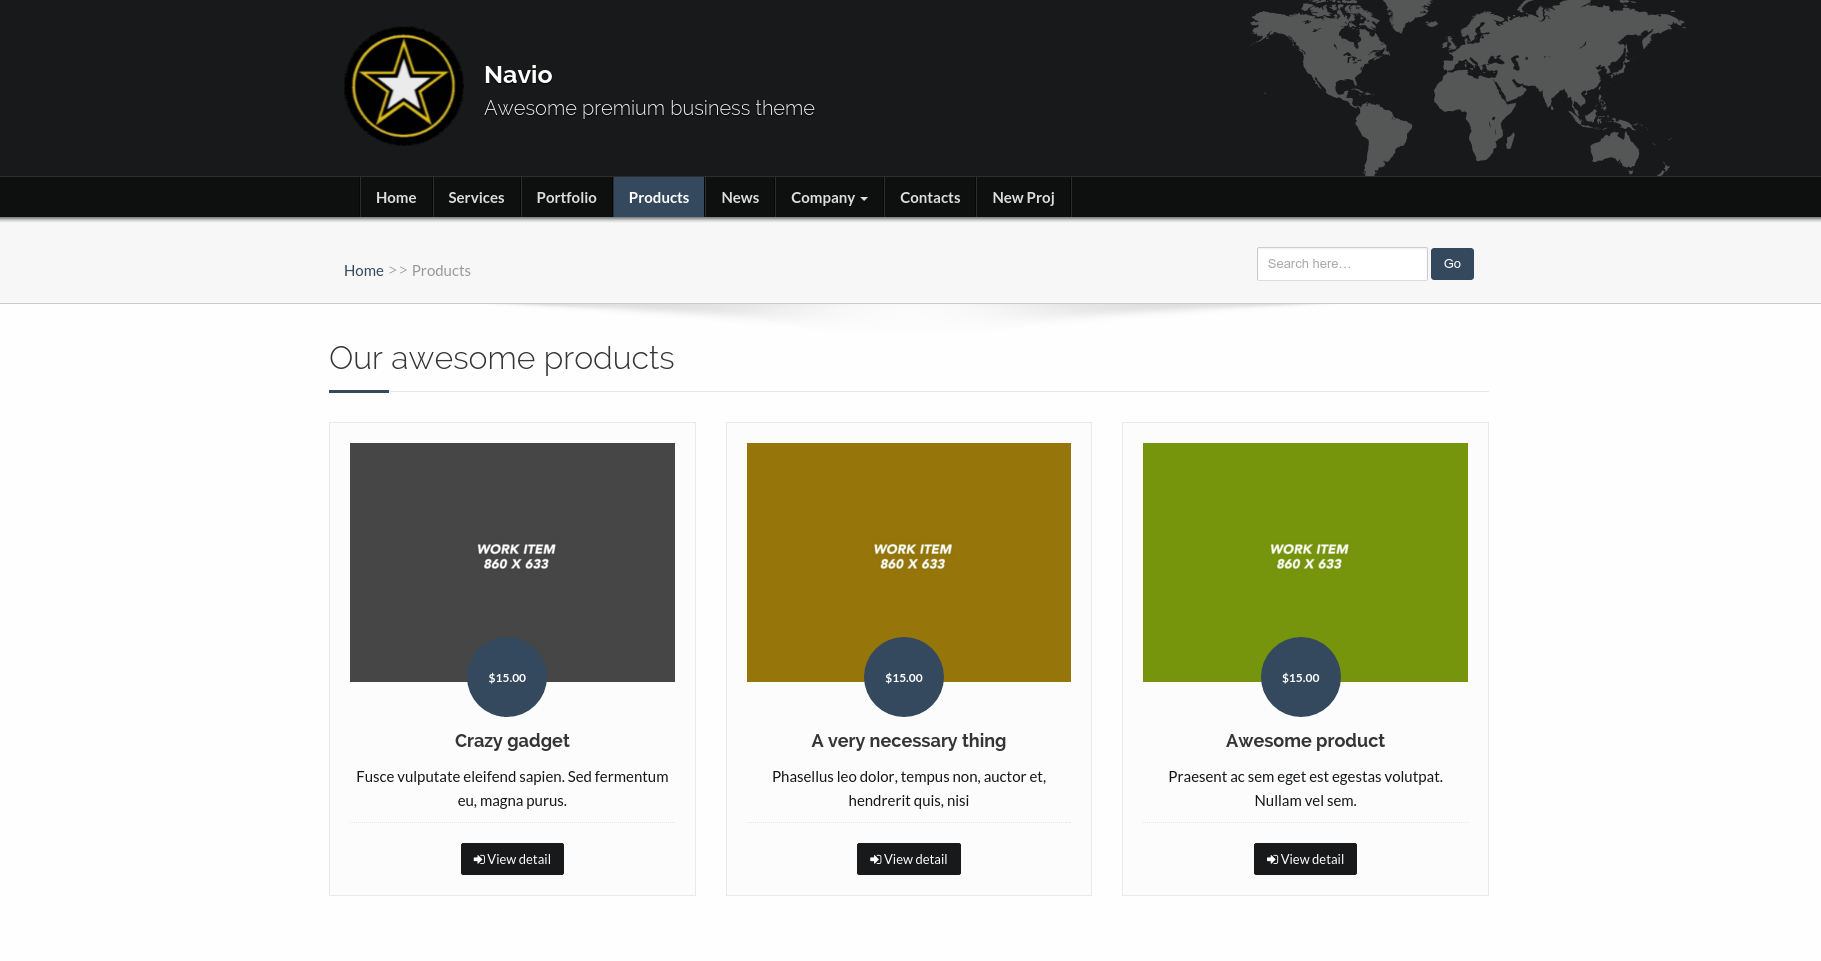 Navio
Awesome premium business theme
Home Services Portfolio Products News Company Contacts New Proj
Home >> Products
Search here...
Go
Our awesome products
WORK ITEM
860 X 633
$15.00
Crazy gadget
Fusce vulputate eleifend sapien. Sed fermentum
eu, magna purus.
View detail
WORK ITEM
860 X 633
$15.00
A very necessary thing
Phasellus leo dolor, tempus non, auctor et,
hendrerit quis, nisi
View detail
WORK ITEM
860 X 633
$15.00
Awesome product
Praesent ac sem eget est egestas volutpat.
Nullam vel sem.
View detail